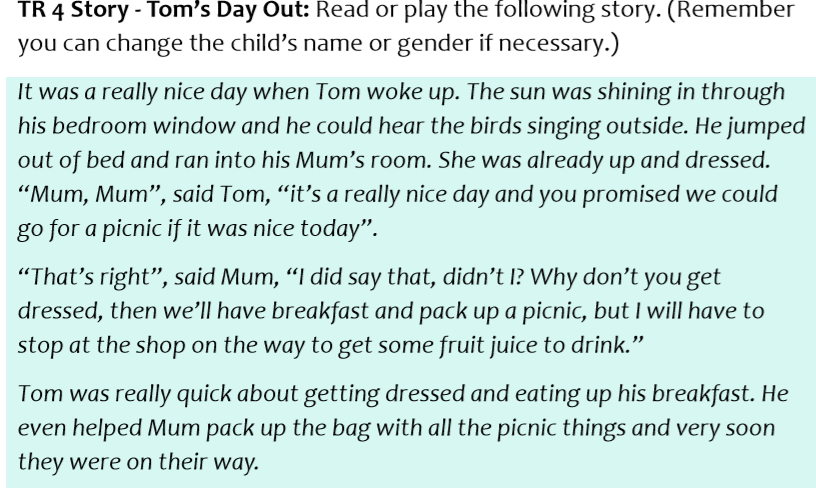 TR 4 Story - Tom’s Day Out: Read or play the following story. (Remember
you can change the child’s name or gender if necessary.)
It was a really nice day when Tom woke up. The sun was shining in through
his bedroom window and he could hear the birds singing outside. He jumped
out of bed and ran into his Mum’s room. She was already up and dressed.
“Mum, Mum”, said Tom, “it’s a really nice day and you promised we could
go for a picnic if it was nice today”.
“That’s right”, said Mum, “I did say that, didn’t I? Why don’t you get
dressed, then we’ll have breakfast and pack up a picnic, but I will have to
stop at the shop on the way to get some fruit juice to drink.”
Tom was really quick about getting dressed and eating up his breakfast. He
even helped Mum pack up the bag with all the picnic things and very soon
they were on their way.